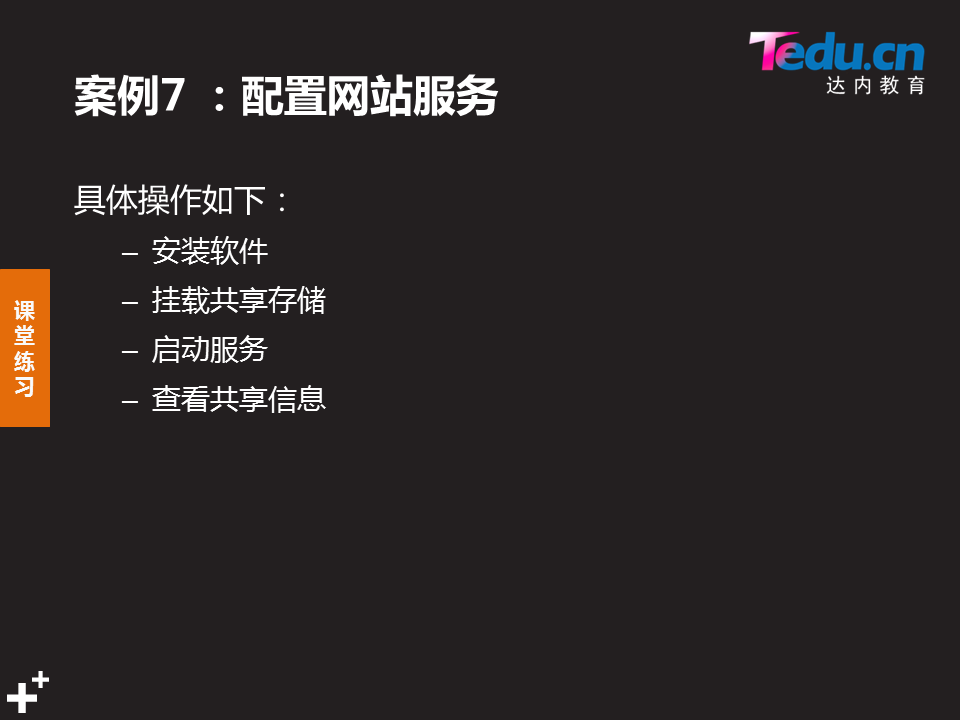 Tedu.cn
达内教育
案例7 ：配置网站服务
具体操作如下：
– 安装软件
– 挂载共享存储
– 启动服务
– 查看共享信息
课
堂
练
习